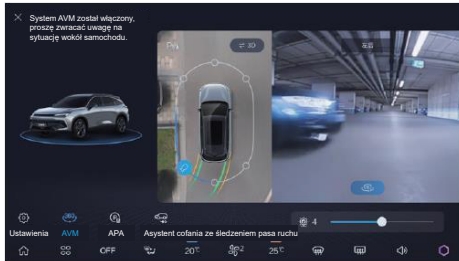 System AVM został włączony,
proszę zwracać uwagę na
sytuację wokół samochodu.
Ustawienia
AVM
APA
Asystent cofania ze śledzeniem pasa ruchu
4
OFF
20
2
25